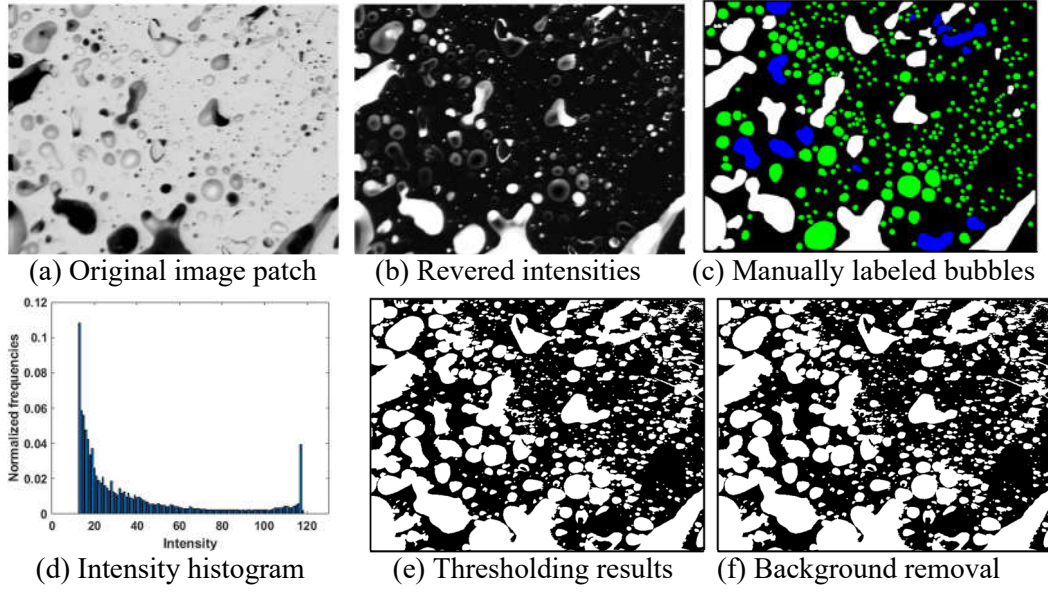 (a) Original image patch
(b) Revered intensities
(c) Manually labeled bubbles
0.12
0.1
0.08
0.06
0.04
0.02
0
Normalized frequencies
0 20 40 60 80 100 120
Intensity
(d) Intensity histogram
(e) Thresholding results
(f) Background removal